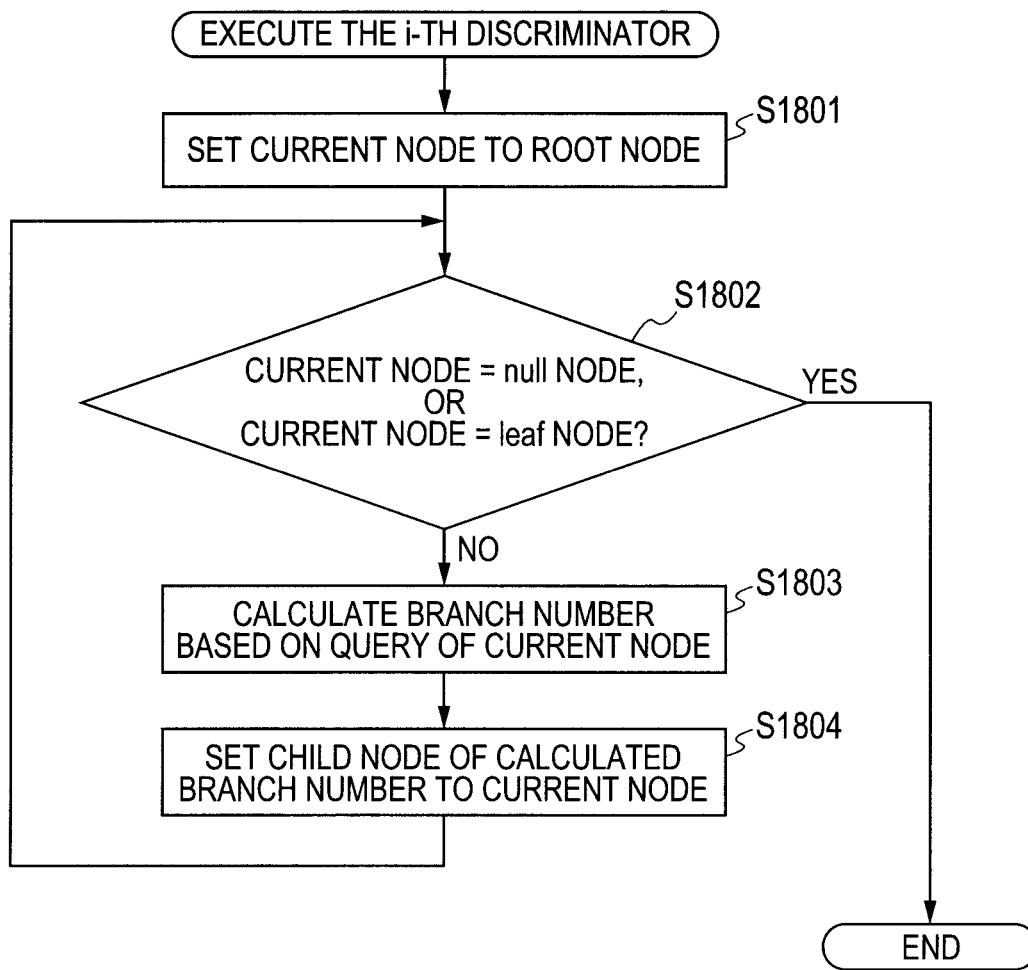 EXECUTE THE i-TH DISCRIMINATOR
S1801
SET CURRENT NODE TO ROOT NODE
S1802
CURRENT NODE = null NODE,
OR
CURRENT NODE = leaf NODE?
YES
NO
S1803
CALCULATE BRANCH NUMBER
BASED ON QUERY OF CURRENT NODE
S1804
SET CHILD NODE OF CALCULATED
BRANCH NUMBER TO CURRENT NODE
END